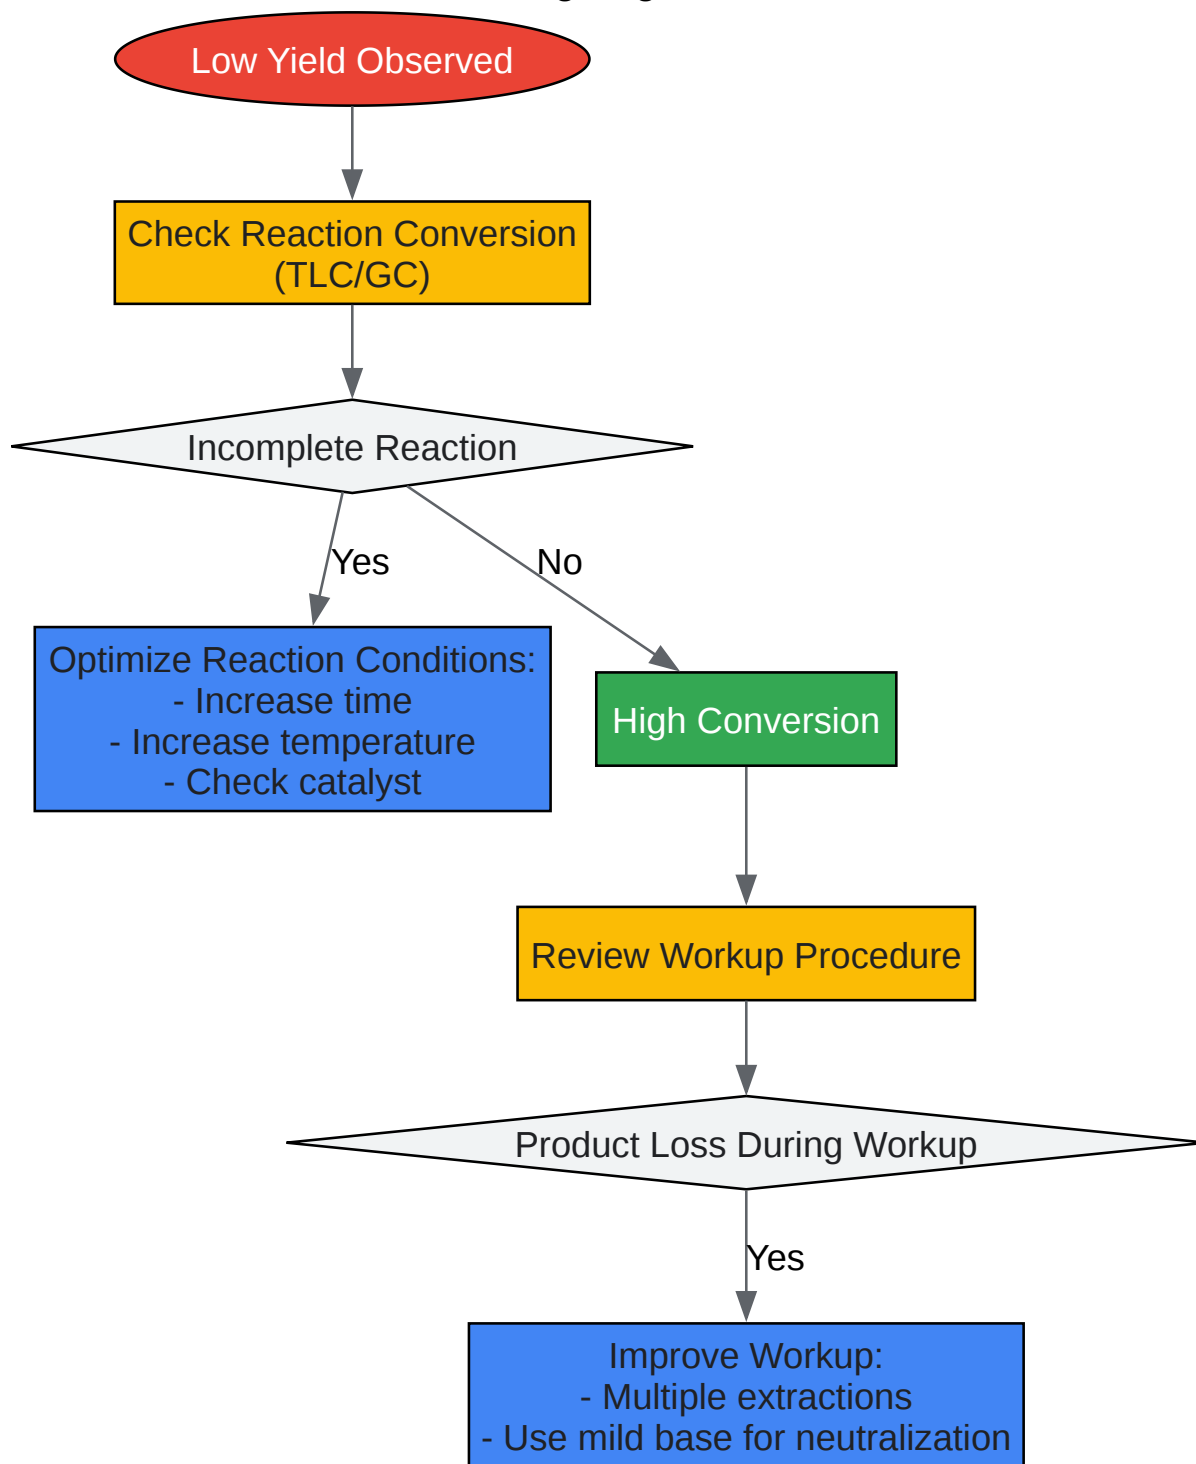 Low Yield Observed
Check Reaction Conversion
(TLC/GC)
Incomplete Reaction
Yes
No
Optimize Reaction Conditions:
- Increase time
- Increase temperature
- Check catalyst
High Conversion
Review Workup Procedure
Product Loss During Workup
Yes
Improve Workup:
- Multiple extractions
- Use mild base for neutralization